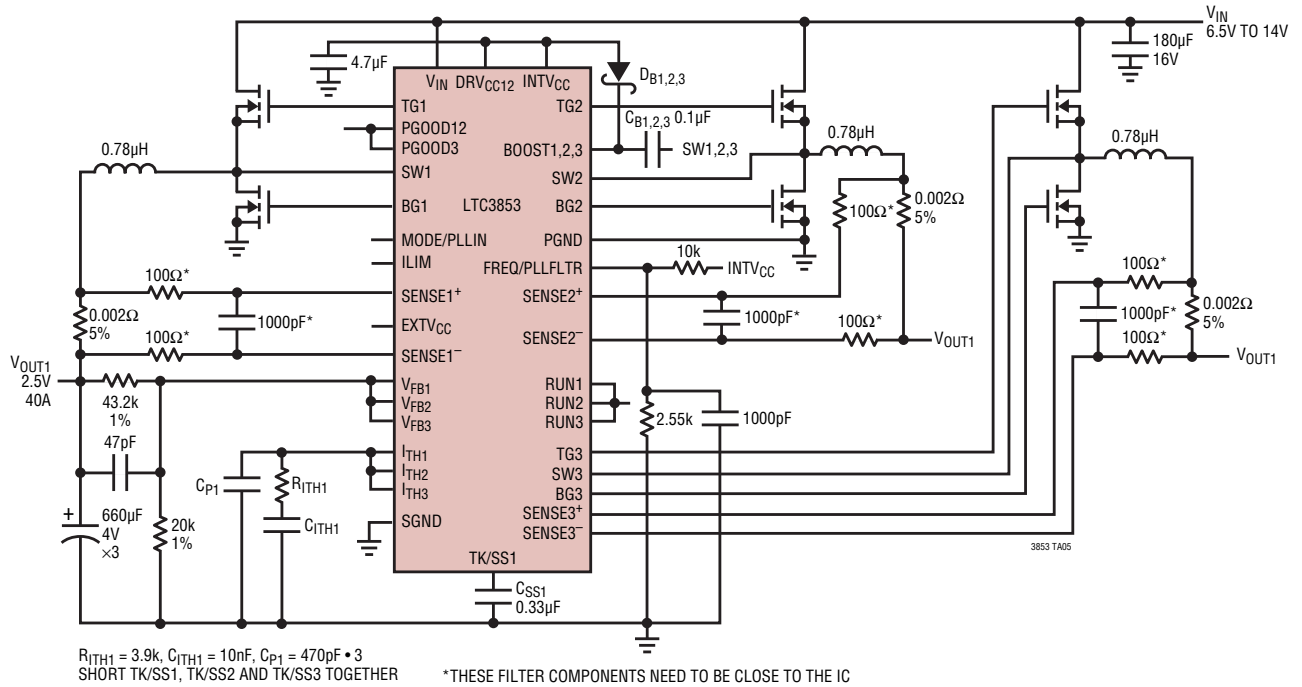 VIN
6.5V TO 14V
180µF
16V
4.7µF
VIN DRVCC12 INTVCC
DB1,2,3
TG1
TG2
CB1,2,3 0.1µF
PGOOD12
PGOOD3
BOOST1,2,3
SW1,2,3
0.78µH
0.78µH
0.78µH
SW1
SW2
BG1
LTC3853
BG2
100Ω*
0.002Ω
5%
MODE/PLLIN
PGND
ILIM
FREQ/PLLFLTR
10k
INTVCC
100Ω*
SENSE1+
SENSE2+
100Ω*
0.002Ω
5%
1000pF*
1000pF*
1000pF*
0.002Ω
5%
EXTVCC
100Ω*
SENSE1–
SENSE2–
100Ω*
VOUT1
100Ω*
VOUT1
VOUT1
2.5V
40A
43.2k
1%
VFB1
VFB2
VFB3
RUN1
RUN2
RUN3
2.55k
1000pF
47pF
ITH1
ITH2
ITH3
TG3
SW3
BG3
SENSE3+
SENSE3–
CP1
RITH1
CITH1
+
660µF
4V
×3
20k
1%
SGND
TK/SS1
3853 TA05
CSS1
0.33µF
RITH1 = 3.9k, CITH1 = 10nF, CP1 = 470pF • 3
SHORT TK/SS1, TK/SS2 AND TK/SS3 TOGETHER
*THESE FILTER COMPONENTS NEED TO BE CLOSE TO THE IC